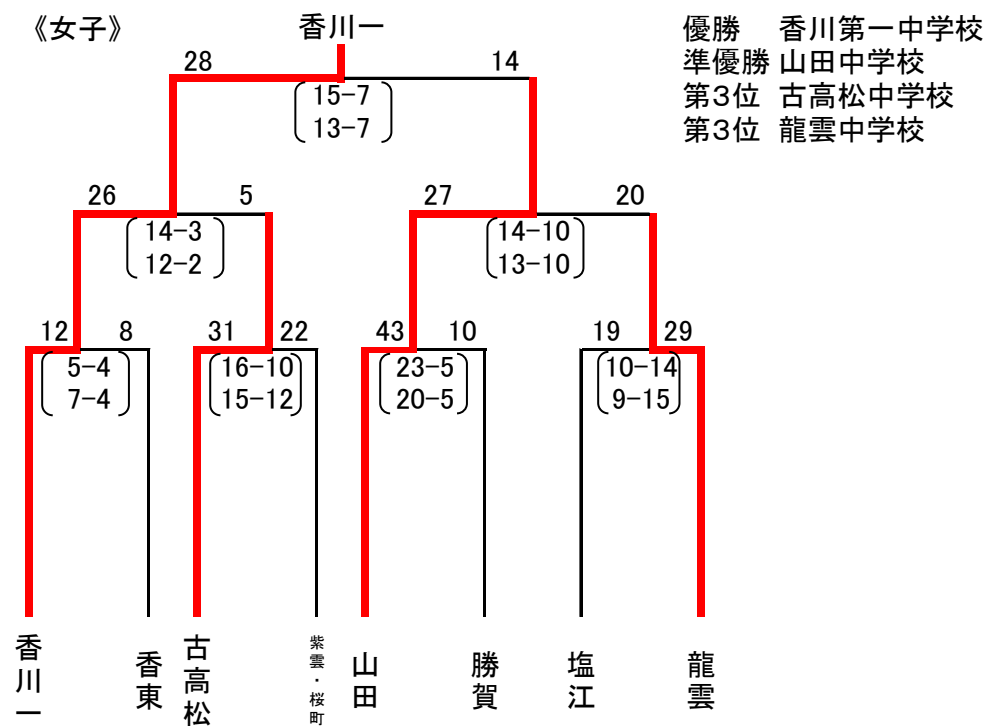 《女子》
香川一
優勝 香川第一中学校
準優勝 山田中学校
第3位 古高松中学校
第3位 龍雲中学校
28 14
15-7
13-7
26 5 27 20
14-3 14-10
12-2 13-10
12 8 31 22 43 10 19 29
5-4 16-10 23-5 10-14
7-4 15-12 20-5 9-15
香川一
香東
古高松
紫雲・桜町
山田
勝賀
塩江
龍雲